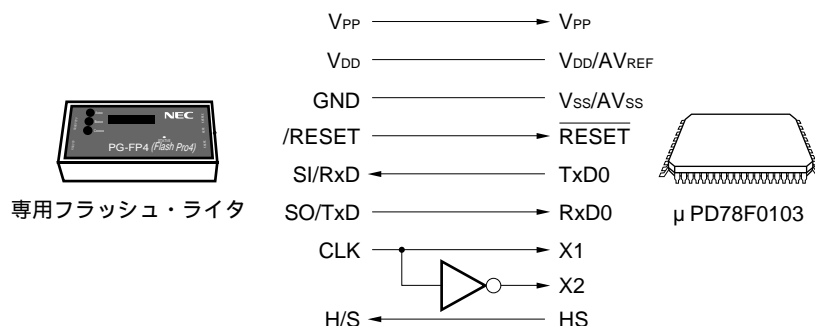 VPP VPP
VDD VDD/AVREF
GND VSS/AVSS
/RESET RESET
SI/RxD TxD0
SO/TxD RxD0
CLK X1
X2
H/S HS
NEC
PG-FP4 (Flash Pro4)
専用フラッシュ・ライタ
μ PD78F0103